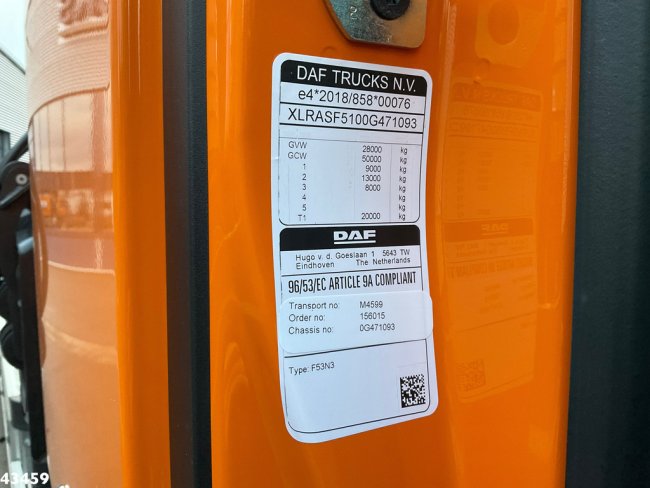 DAF TRUCKS N.V.
e4*2018/858*00076
XLRASF5100G471093
GVW 28000 kg
GCW 50000 kg
1 9000 kg
2 13000 kg
3 8000 kg
4 kg
5 kg
T1 20000 kg
DAF
Hugo v. d. Goeslaan 1 5643 TW
Eindhoven The Netherlands
96/53/EC ARTICLE 9A COMPLIANT
Transport no: M4599
Order no: 156015
Chassis no: 0G471093
Type: F53N3
43459